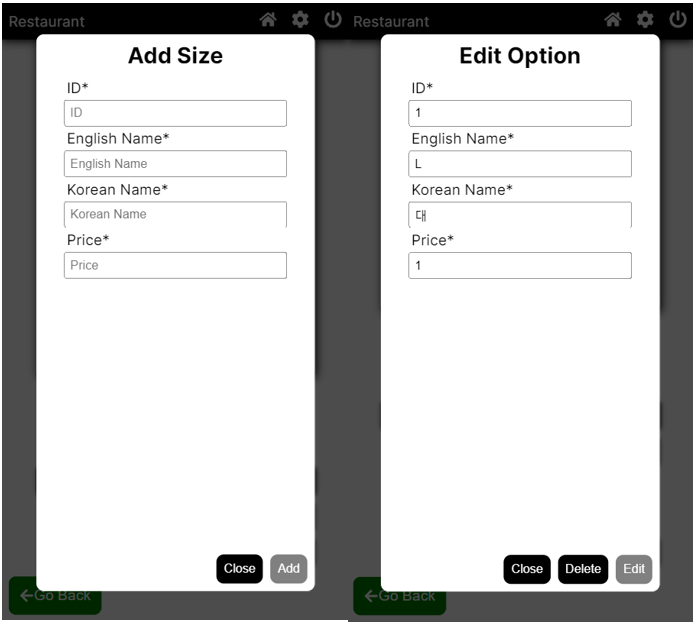 Restaurant
Add Size
ID*
ID
English Name*
English Name
Korean Name*
Korean Name
Price*
Price
Close Add
Go Back
Restaurant
Edit Option
ID*
1
English Name*
L
Korean Name*
대
Price*
1
Close Delete Edit
Go Back